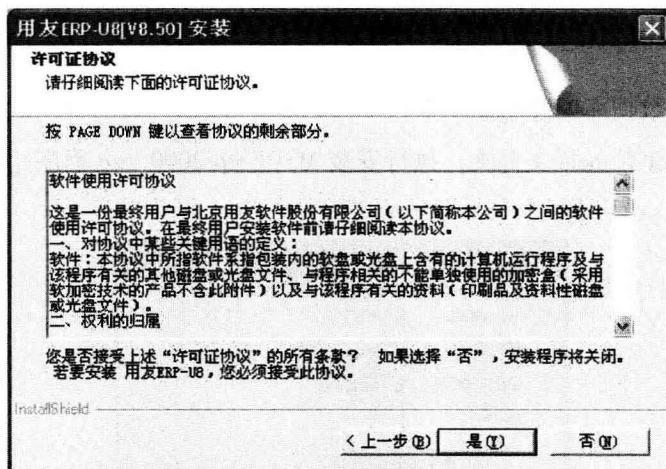 用友ERP-U8[V8.50] 安装
许可证协议
请仔细阅读下面的许可证协议。
按 PAGE DOWN 键以查看协议的剩余部分。
软件使用许可协议
这是一份最终用户与北京用友软件股份有限公司(以下简称本公司)之间的软件
使用许可协议。在最终用户安装软件前请仔细阅读本协议。
一、对协议中某些关键用语的定义:
软件:本协议中所指软件系指包装内的软盘或光盘上含有的计算机运行程序及与
该程序有关的其他磁盘或光盘文件、与程序相关的不能单独使用的加密盒(采用
软加密技术的产品不含此附件)以及与该程序有关的资料(印刷品及资料性磁盘
或光盘文件)。
二、权利的归属
您是否接受上述“许可证协议”的所有条款? 如果选择“否”,安装程序将关闭。
若要安装 用友ERP-U8,您必须接受此协议。
InstallShield
<上一步(B) 是(Y) 否(N)